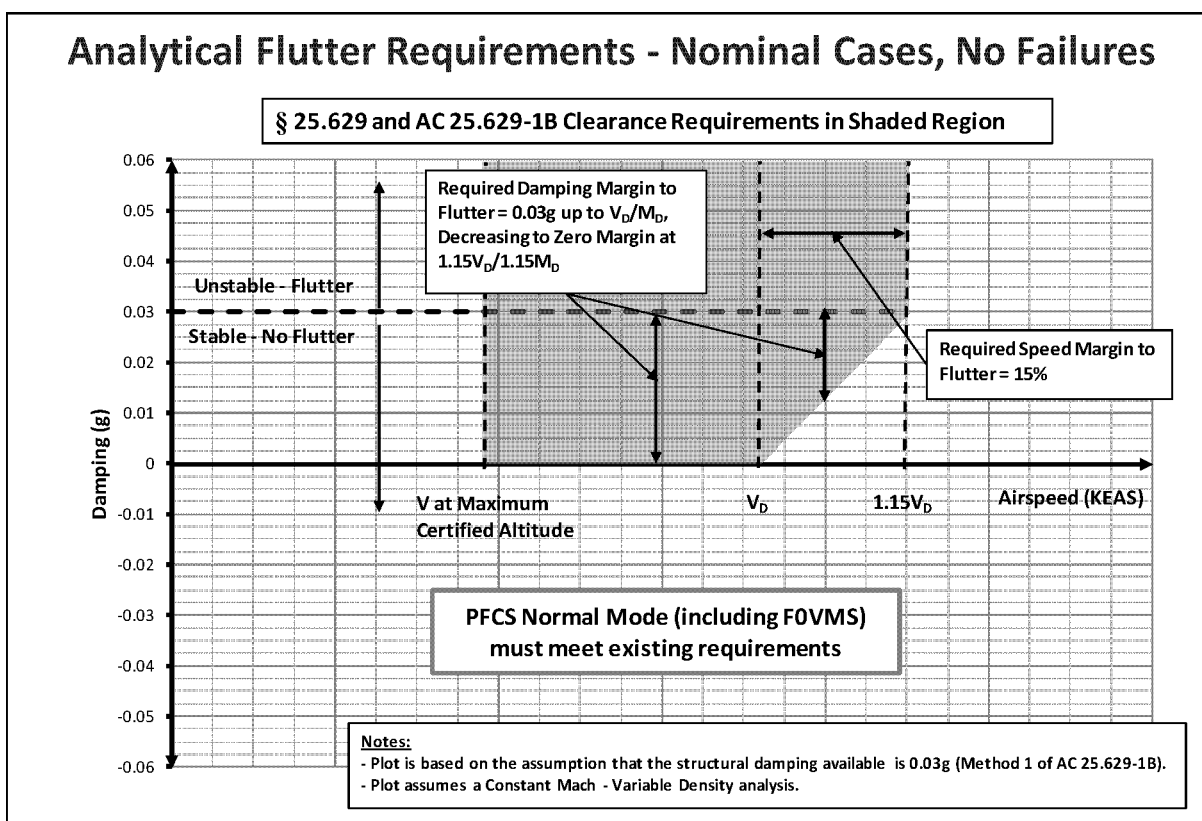 Analytical Flutter Requirements - Nominal Cases, No Failures
§ 25.629 and AC 25.629-1B Clearance Requirements in Shaded Region
0.06
0.05
0.04
0.03
0.02
0.01
0
-0.01
-0.02
-0.03
-0.04
-0.05
-0.06
Damping (g)
Required Damping Margin to
Flutter = 0.03g up to VD/MD,
Decreasing to Zero Margin at
1.15VD/1.15MD
Unstable - Flutter
Stable - No Flutter
Required Speed Margin to
Flutter = 15%
V at Maximum
Certified Altitude
VD
1.15VD
Airspeed (KEAS)
PFCS Normal Mode (including F0VMS)
must meet existing requirements
Notes:
- Plot is based on the assumption that the structural damping available is 0.03g (Method 1 of AC 25.629-1B).
- Plot assumes a Constant Mach - Variable Density analysis.